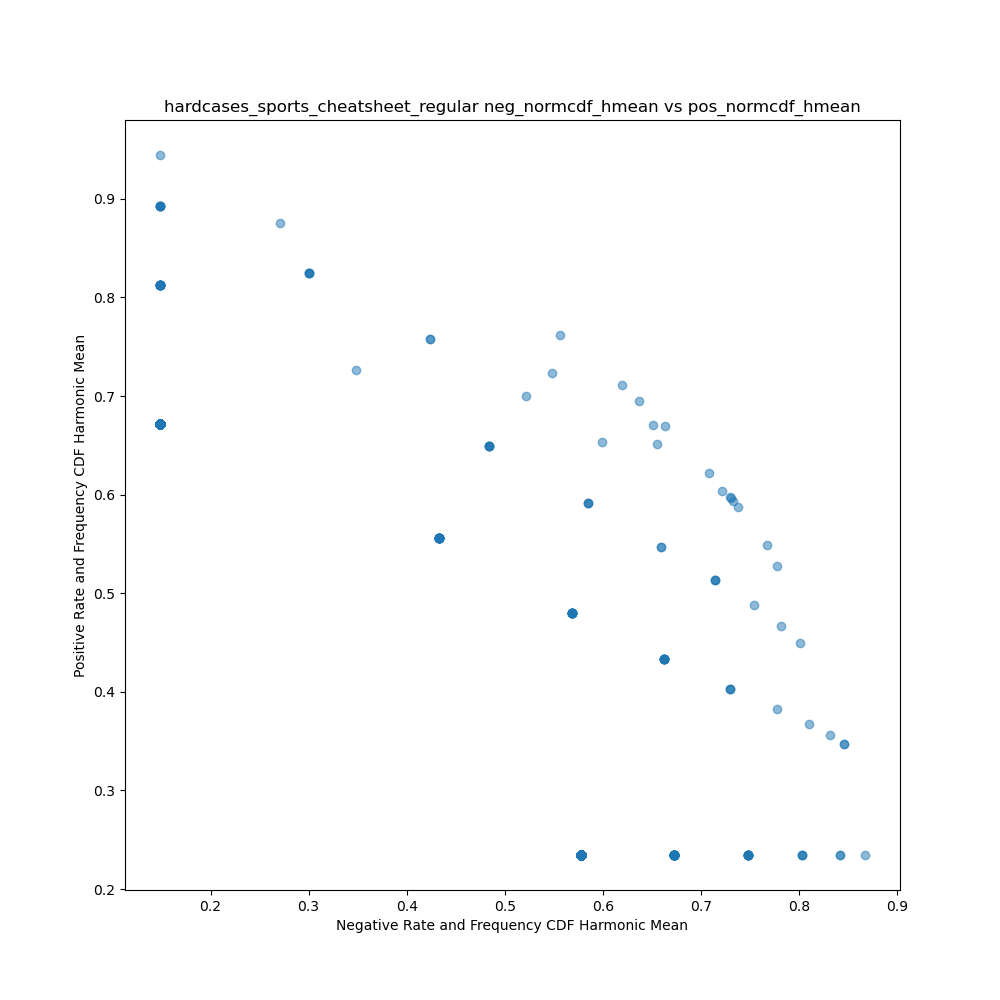 hardcases_sports_cheatsheet_regular neg_normcdf_hmean vs pos_normcdf_hmean
Positive Rate and Frequency CDF Harmonic Mean
0.9
0.8
0.7
0.6
0.5
0.4
0.3
0.2
0.2 0.3 0.4 0.5 0.6 0.7 0.8 0.9
Negative Rate and Frequency CDF Harmonic Mean